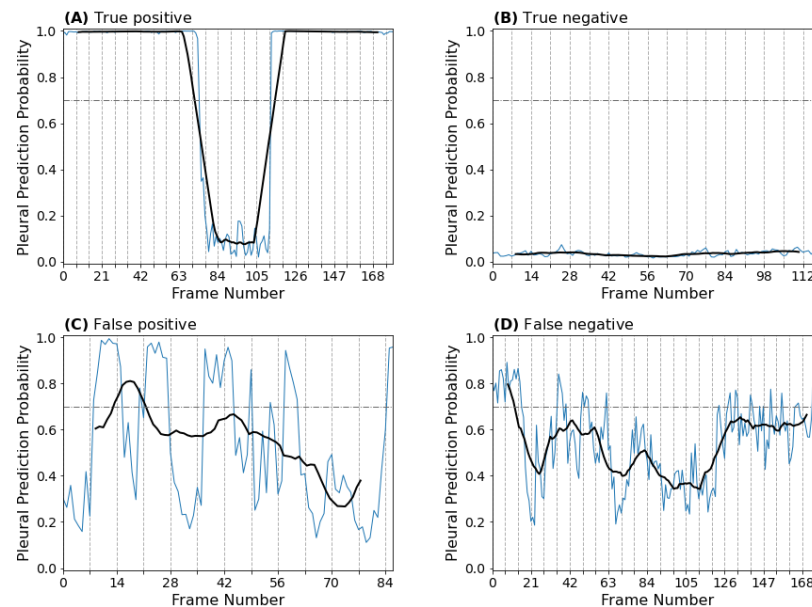 (A) True positive
1.0
0.8
0.6
0.4
0.2
0.0
Pleural Prediction Probability
0 21 42 63 84 105 126 147 168
Frame Number
(B) True negative
1.0
0.8
0.6
0.4
0.2
0.0
Pleural Prediction Probability
0 14 28 42 56 70 84 98 112
Frame Number
(C) False positive
1.0
0.8
0.6
0.4
0.2
0.0
Pleural Prediction Probability
0 14 28 42 56 70 84
Frame Number
(D) False negative
1.0
0.8
0.6
0.4
0.2
0.0
Pleural Prediction Probability
0 21 42 63 84 105 126 147 168
Frame Number